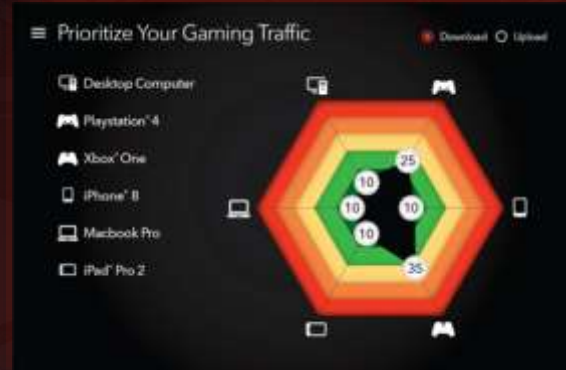 Prioritize Your Gaming Traffic
Download Upload
Desktop Computer
Playstation® 4
Xbox® One
iPhone® 8
Macbook Pro
iPad® Pro 2
25
10
10
10
10
35